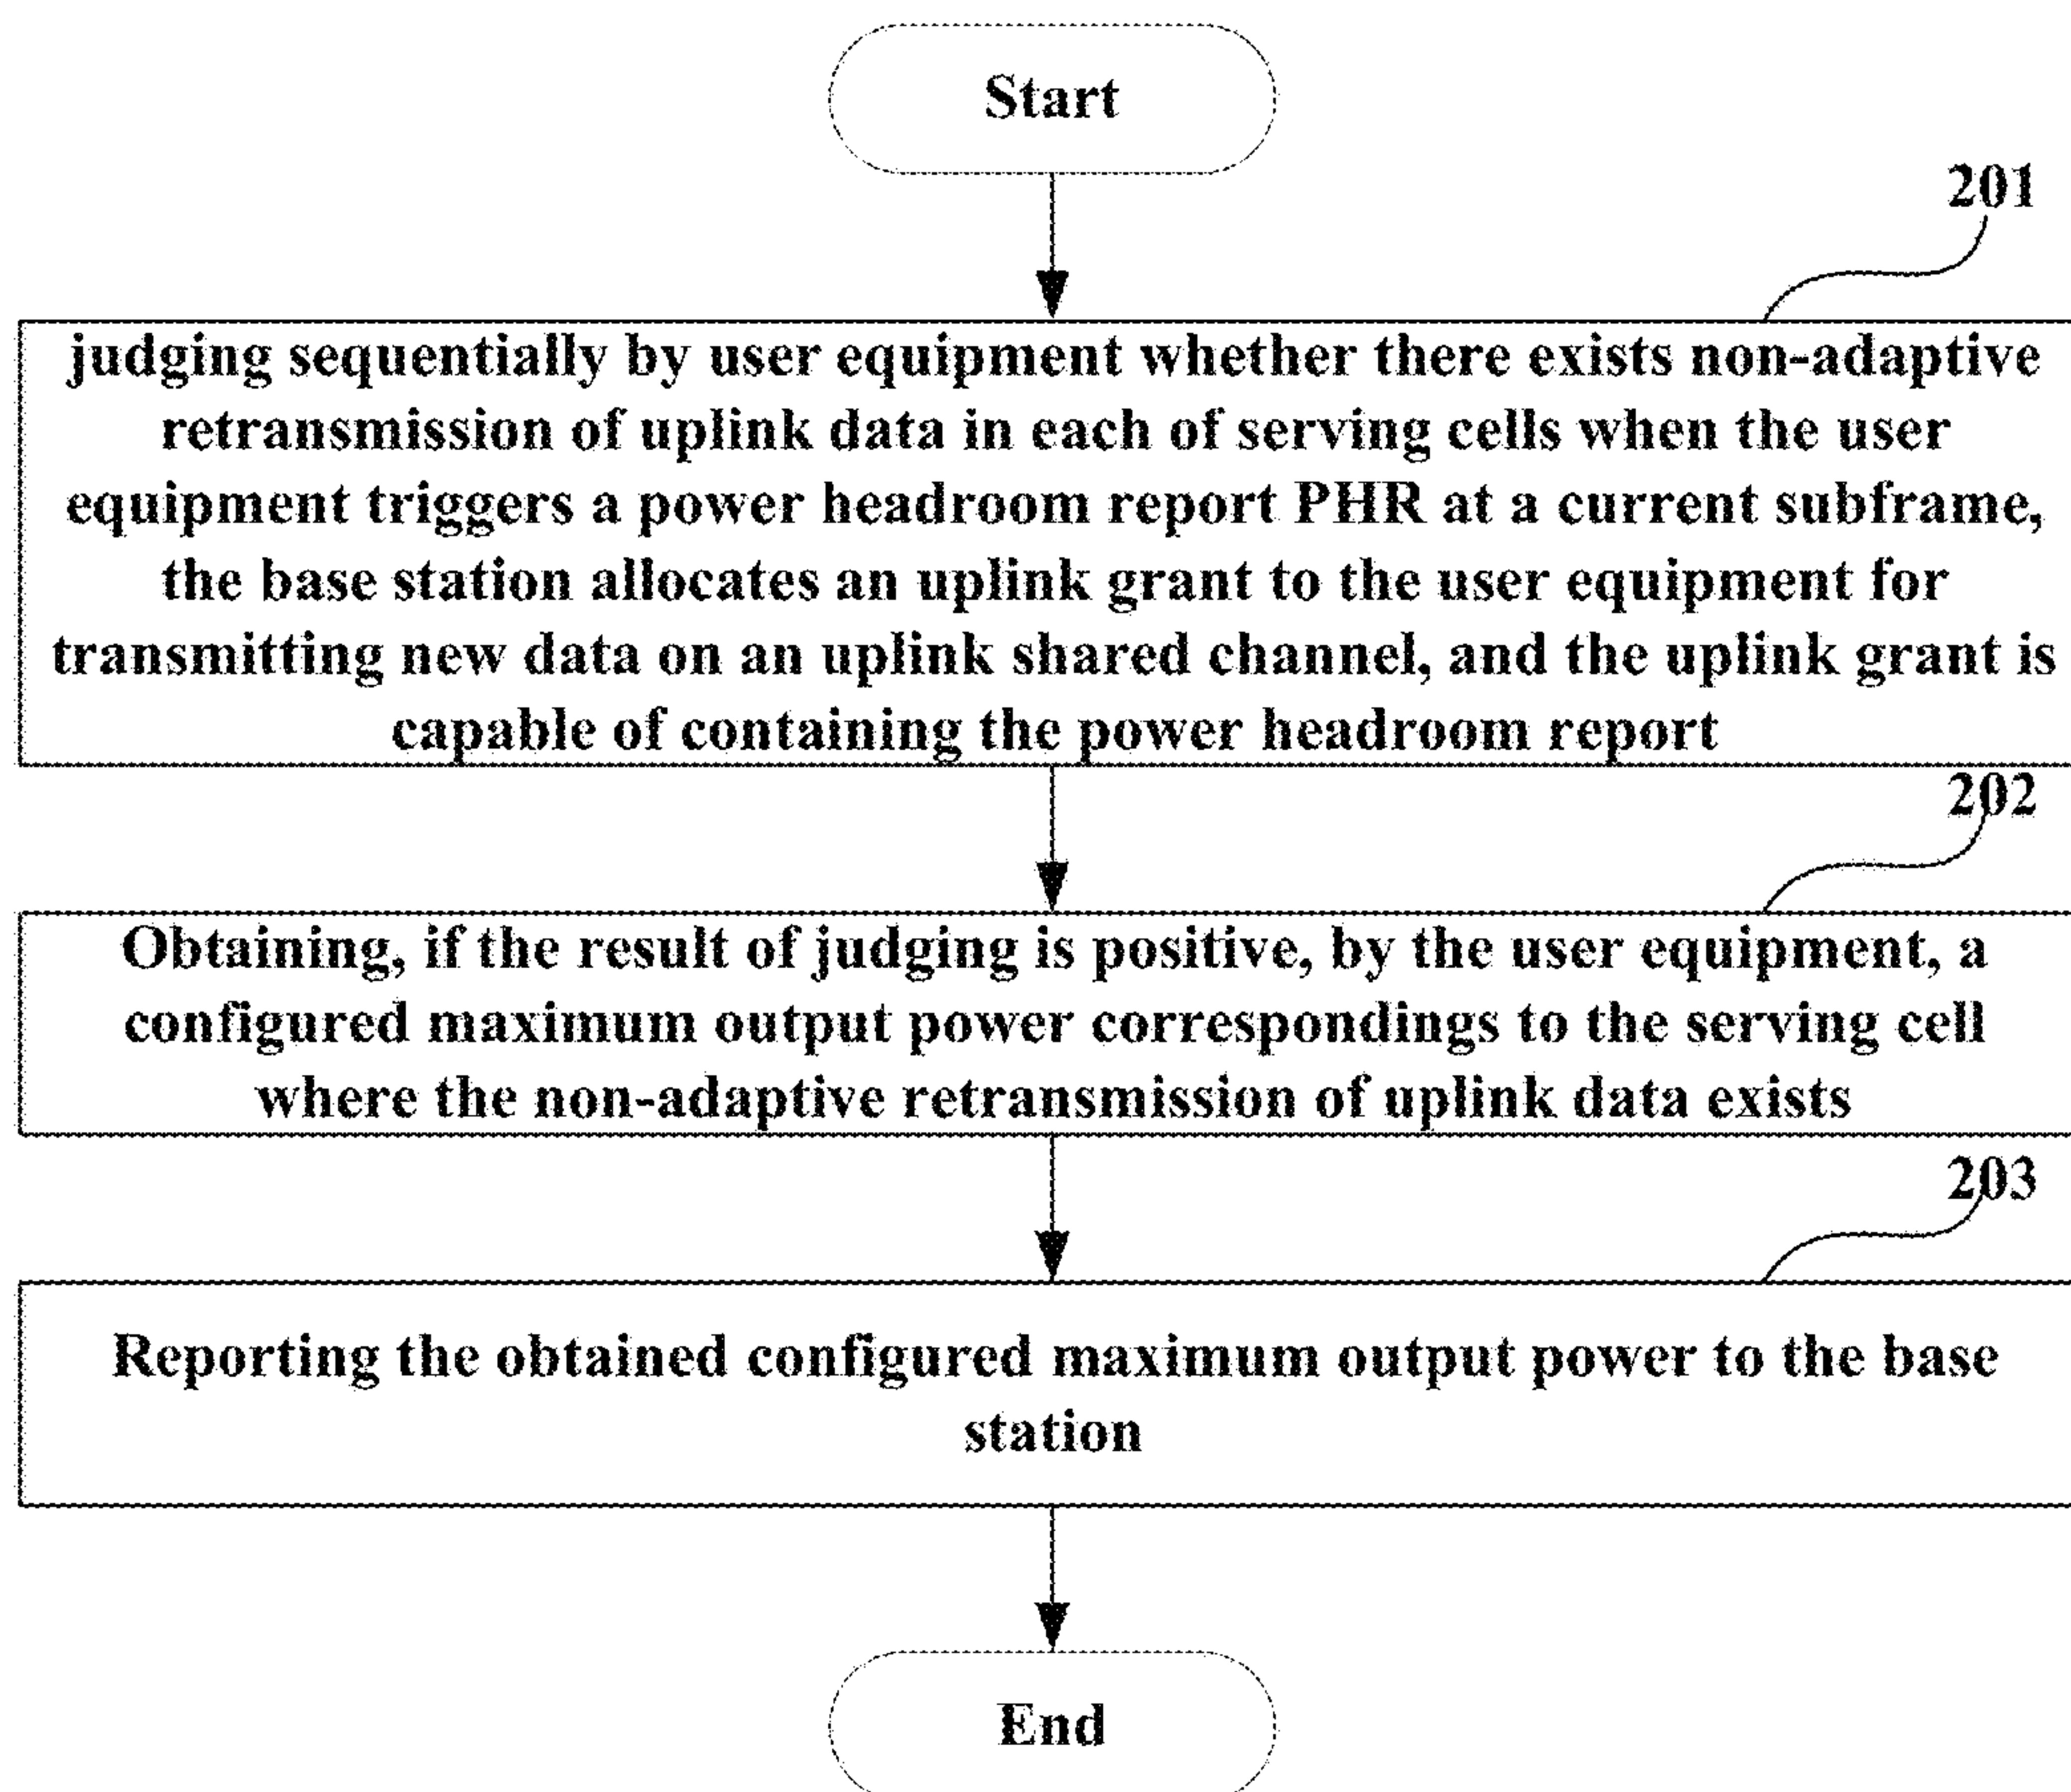 Start
201
judging sequentially by user equipment whether there exists non-adaptive
retransmission of uplink data in each of serving cells when the user
equipment triggers a power headroom report PHR at a current subframe,
the base station allocates an uplink grant to the user equipment for
transmitting new data on an uplink shared channel, and the uplink grant is
capable of containing the power headroom report
202
Obtaining, if the result of judging is positive, by the user equipment, a
configured maximum output power correspondings to the serving cell
where the non-adaptive retransmission of uplink data exists
203
Reporting the obtained configured maximum output power to the base
station
End